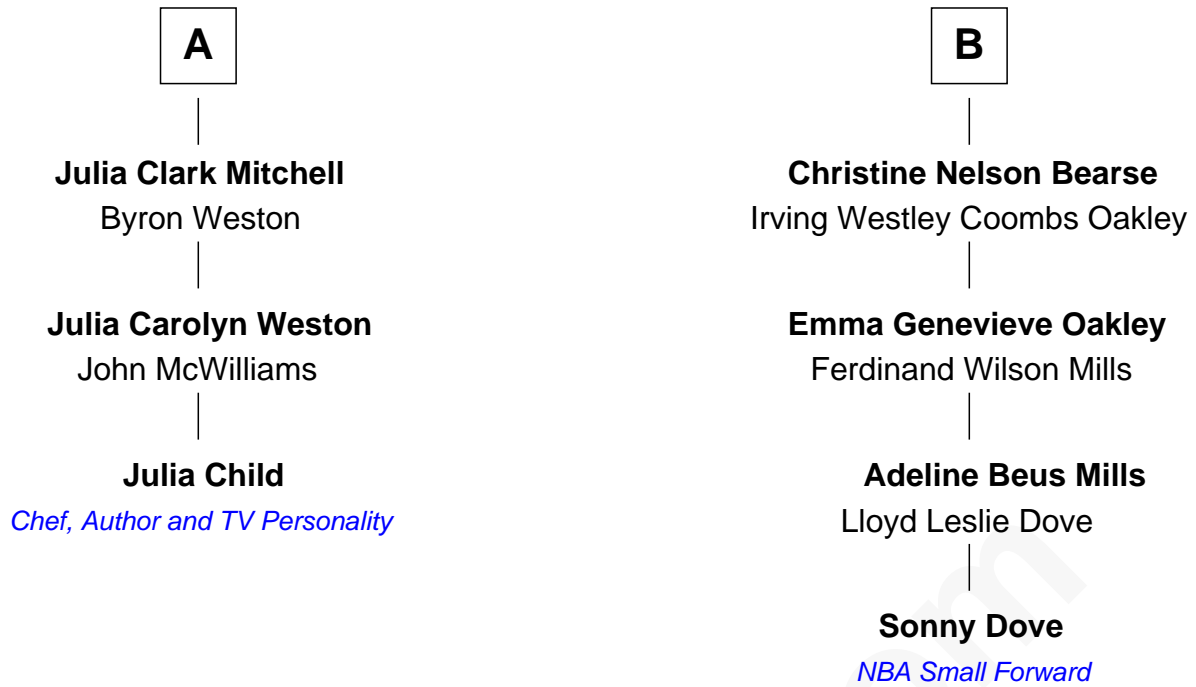 A
Julia Clark Mitchell
Byron Weston
Julia Carolyn Weston
John McWilliams
Julia Child
Chef, Author and TV Personality
B
Christine Nelson Bearse
Irving Westley Coombs Oakley
Emma Genevieve Oakley
Ferdinand Wilson Mills
Adeline Beus Mills
Lloyd Leslie Dove
Sonny Dove
NBA Small Forward